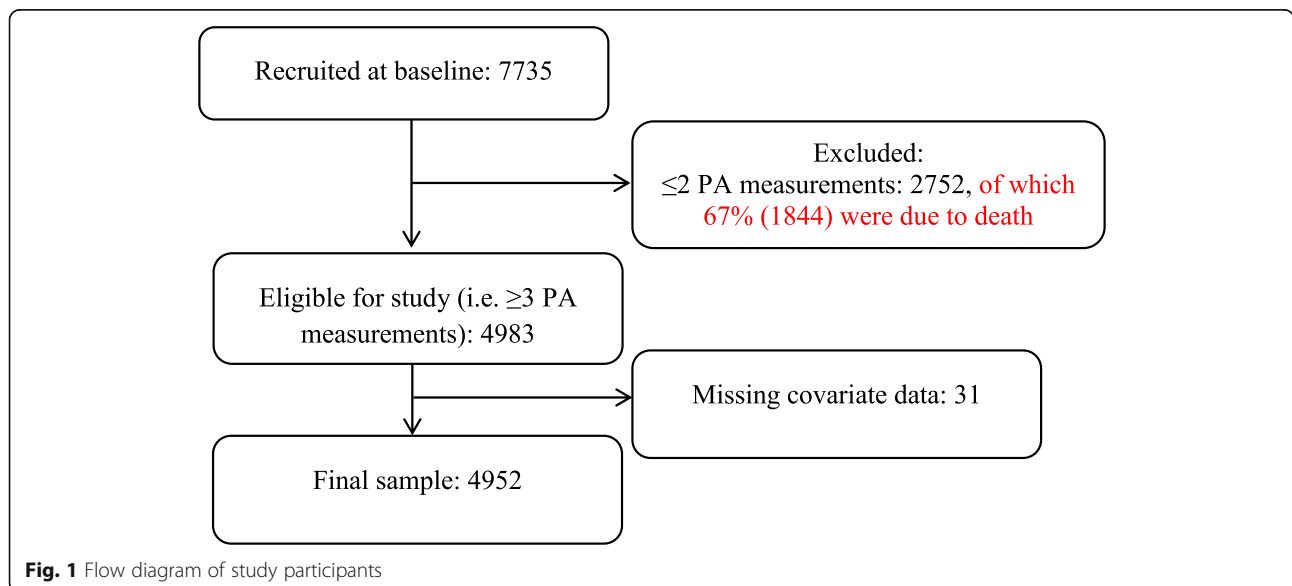 Recruited at baseline: 7735
Excluded:
≤2 PA measurements: 2752, of which
67% (1844) were due to death
Eligible for study (i.e. ≥3 PA
measurements): 4983
Missing covariate data: 31
Final sample: 4952
Fig. 1 Flow diagram of study participants